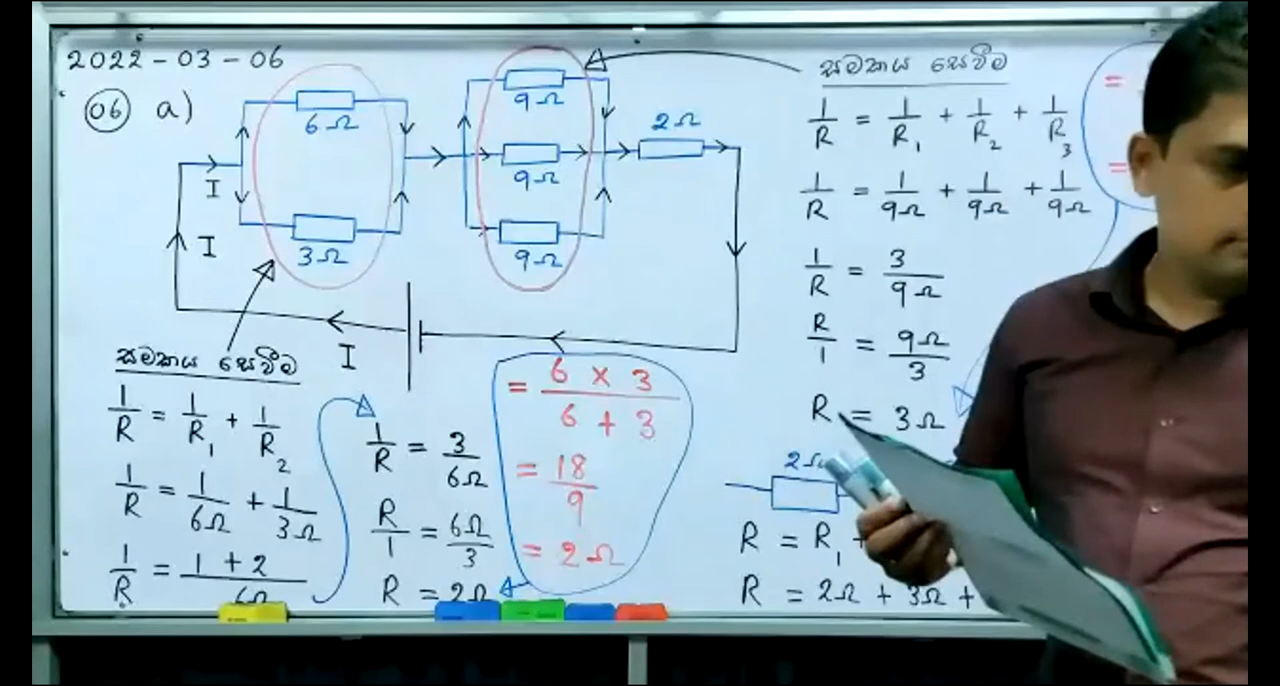 2022-03-06
06 a)
6Ω
3Ω
I
I
I
9Ω
9Ω
9Ω
2Ω
සමකය සෙවීම
1/R = 1/R₁ + 1/R₂
1/R = 1/6Ω + 1/3Ω
1/R = 1+2/6Ω
1/R = 3/6Ω
R/1 = 6Ω/3
R = 2Ω
= 6 × 3/6 + 3
= 18/9
= 2Ω
සමකය සෙවීම
1/R = 1/R₁ + 1/R₂ + 1/R₃
1/R = 1/9Ω + 1/9Ω + 1/9Ω
1/R = 3/9Ω
R/1 = 9Ω/3
R = 3Ω
=
=
2Ω
R = R₁ +
R = 2Ω + 3Ω +